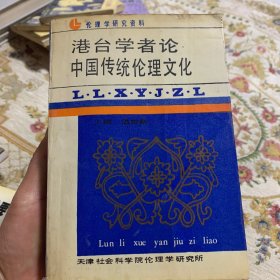 伦理学研究资料
港台学者论
中国传统伦理文化
L·L·X·Y·J·Z·L
Lun li xue yan jiu zi liao
天津社会科学院伦理学研究所